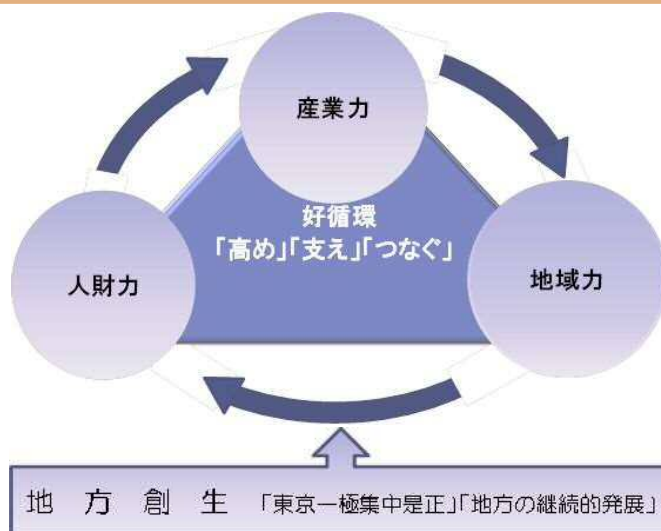 産業力
好循環
「高め」「支え」「つなぐ」
人財力
地域力
地方創生 「東京一極集中是正」「地方の継続的発展」